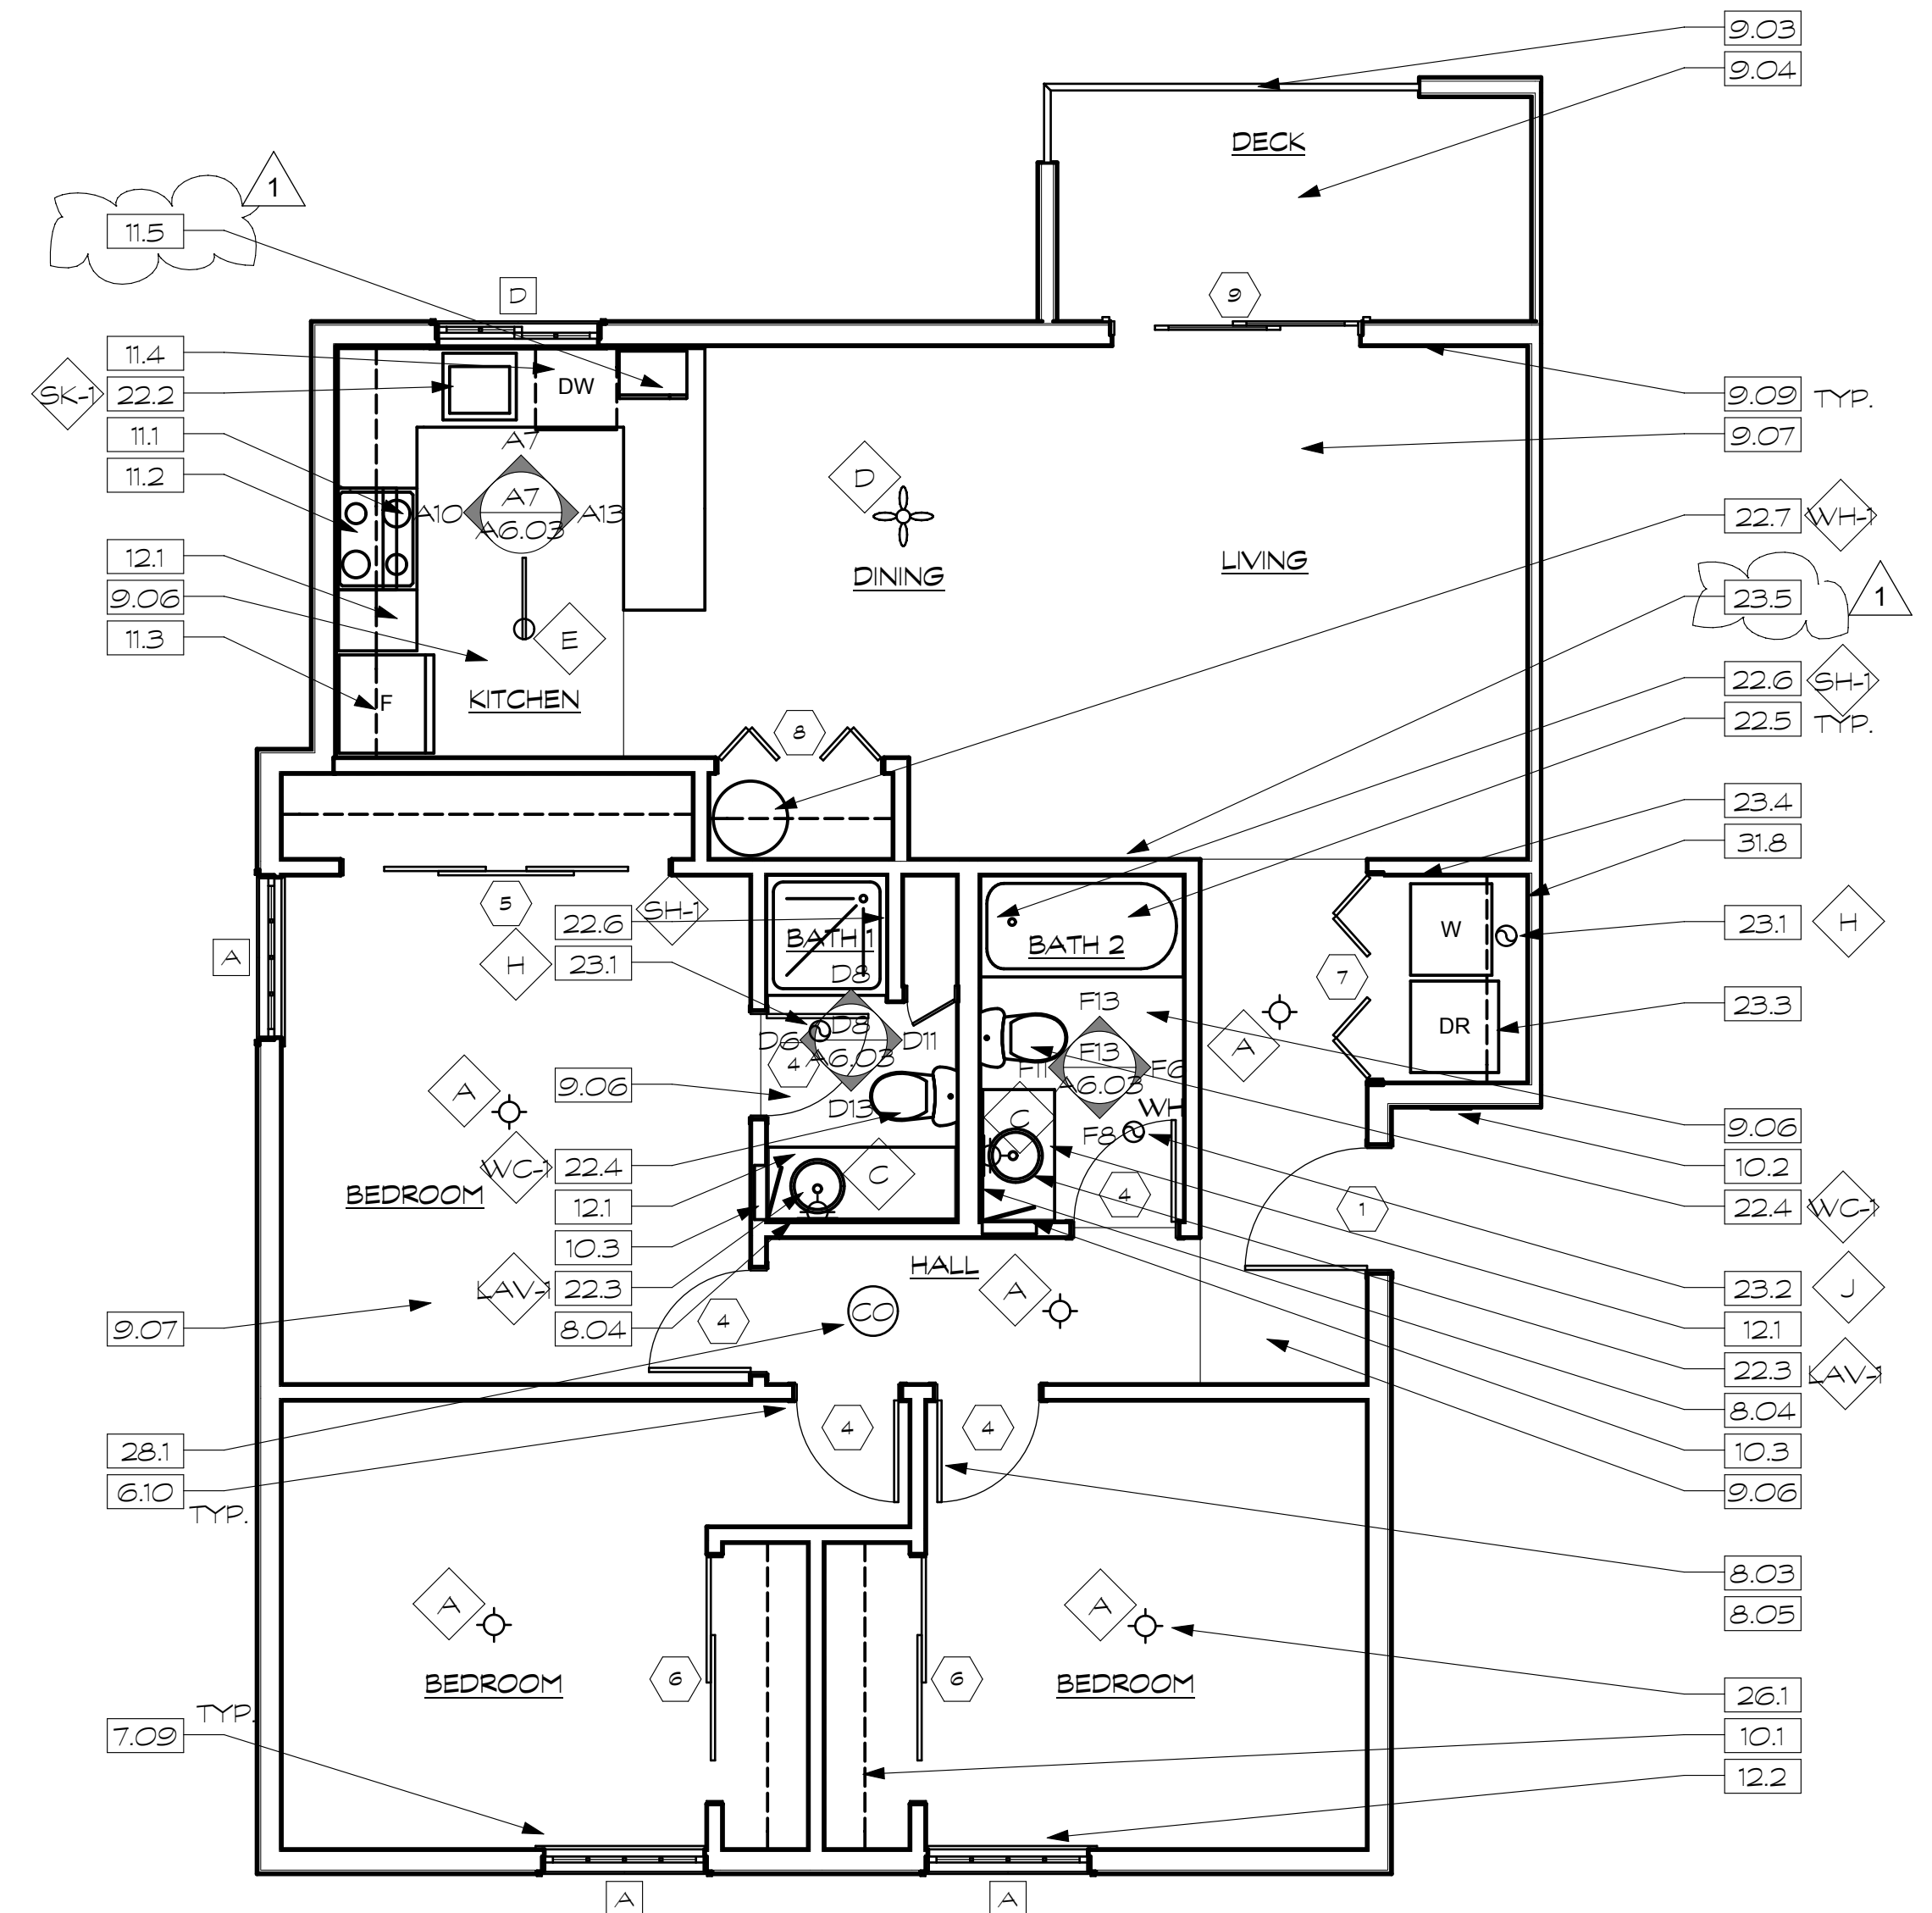 9.03
9.04
DECK
1
11.5
D
9
11.4
SK-1
22.2
11.1
11.2
12.1
9.06
11.3
DW
A7
A10
A7
A6.03
A13
E
KITCHEN
F
D
DINING
LIVING
9.09 TYP.
9.07
22.7 WH-1
23.5
1
22.6 SH-1
22.5 TYP.
23.4
31.8
23.1 H
23.3
8
5
A
SH-1
22.6
H
23.1
BATH 1
D8
D8
D6
A6.03
D11
4
D13
9.06
BATH 2
F13
F13
F11
A6.03
F6
F8
WH
C
4
7
W
DR
A
A
BEDROOM
WC-1
22.4
12.1
10.3
LAV-1
22.3
8.04
C
9.07
4
HALL
A
CO
1
9.06
10.2
22.4 WC-1
23.2 J
12.1
22.3 LAV-1
8.04
10.3
9.06
28.1
6.10
TYP.
4
4
8.03
8.05
A
A
BEDROOM
6
6
BEDROOM
26.1
10.1
12.2
TYP.
7.09
A
A